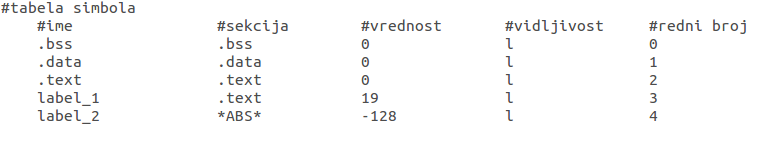 #tabela simbola
#ime #sekcija #vrednost #vidljivost #redni broj
.bss .bss 0 l 0
.data .data 0 l 1
.text .text 0 l 2
label_1 .text 19 l 3
label_2 *ABS* -128 l 4